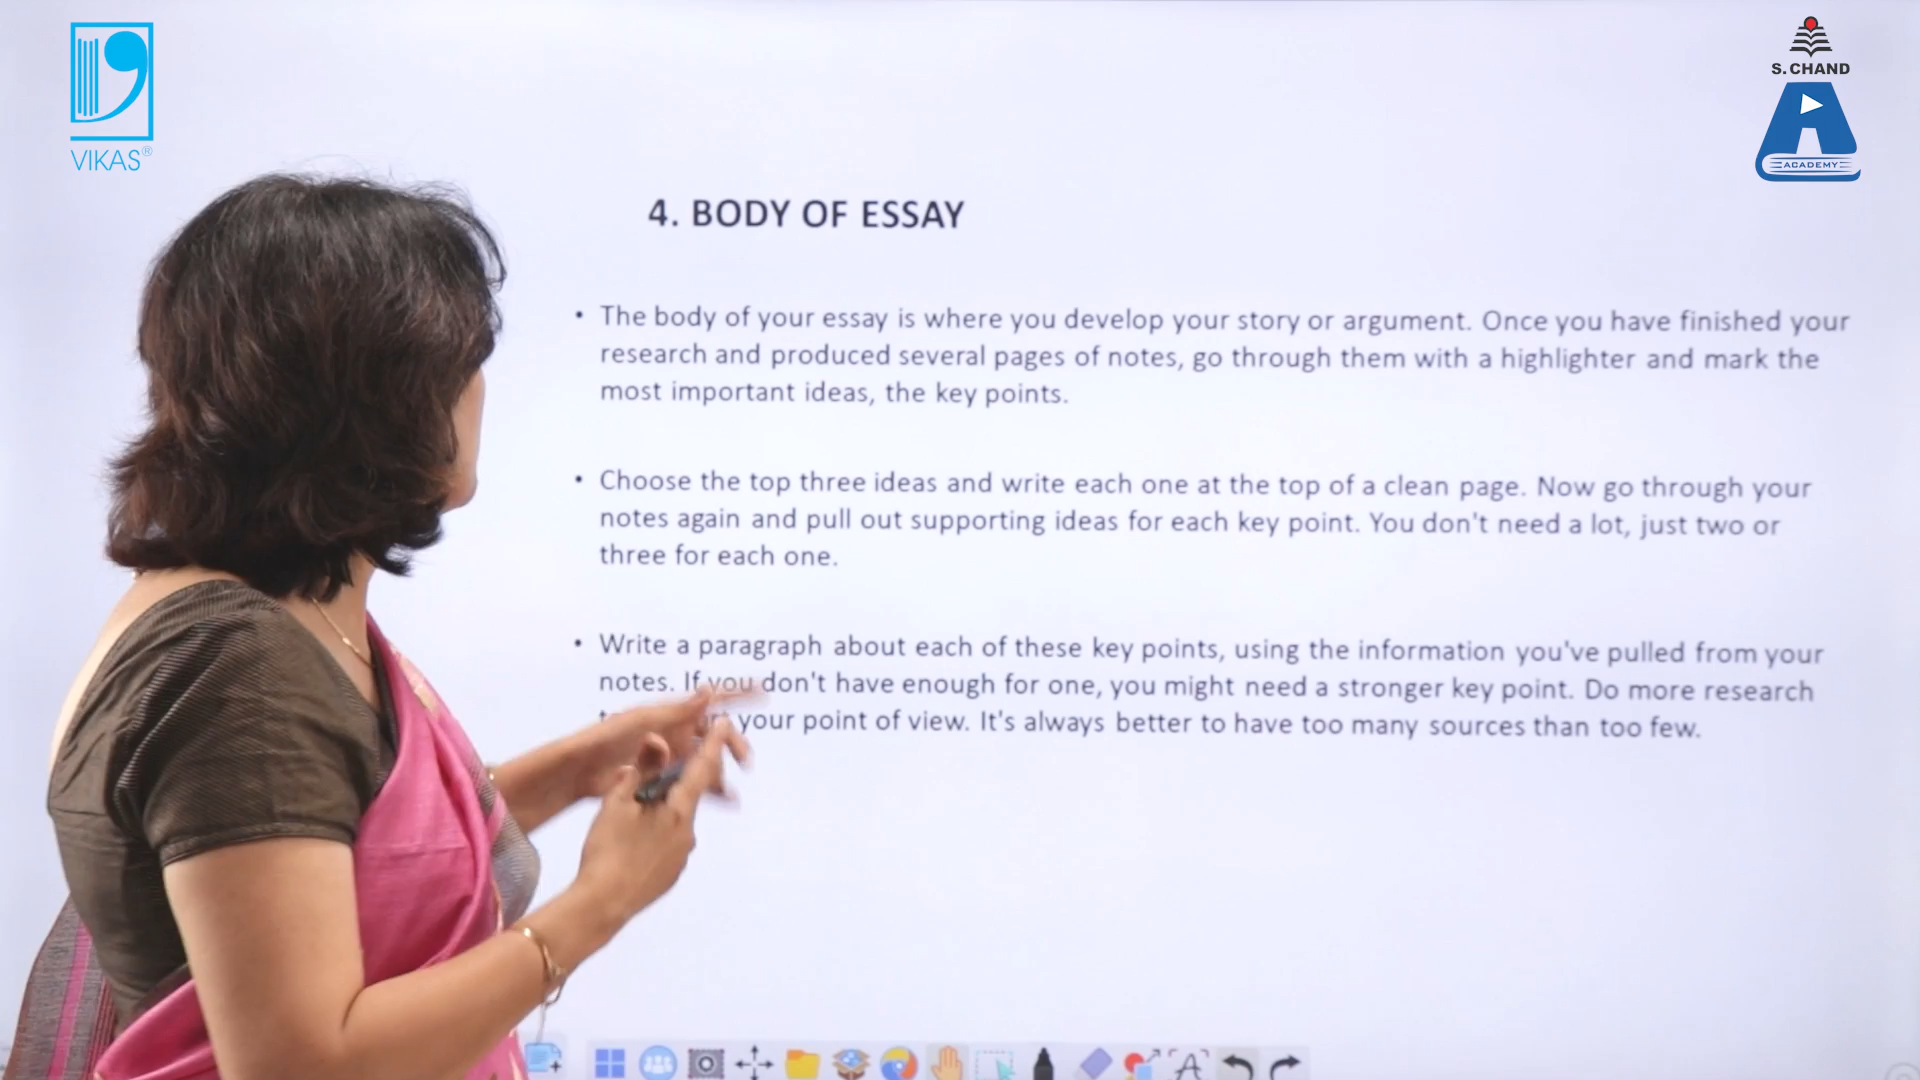 VIKAS®
S. CHAND
ACADEMY
4. BODY OF ESSAY
• The body of your essay is where you develop your story or argument. Once you have finished your
research and produced several pages of notes, go through them with a highlighter and mark the
most important ideas, the key points.
• Choose the top three ideas and write each one at the top of a clean page. Now go through your
notes again and pull out supporting ideas for each key point. You don't need a lot, just two or
three for each one.
• Write a paragraph about each of these key points, using the information you've pulled from your
notes. If you don't have enough for one, you might need a stronger key point. Do more research
your point of view. It's always better to have too many sources than too few.